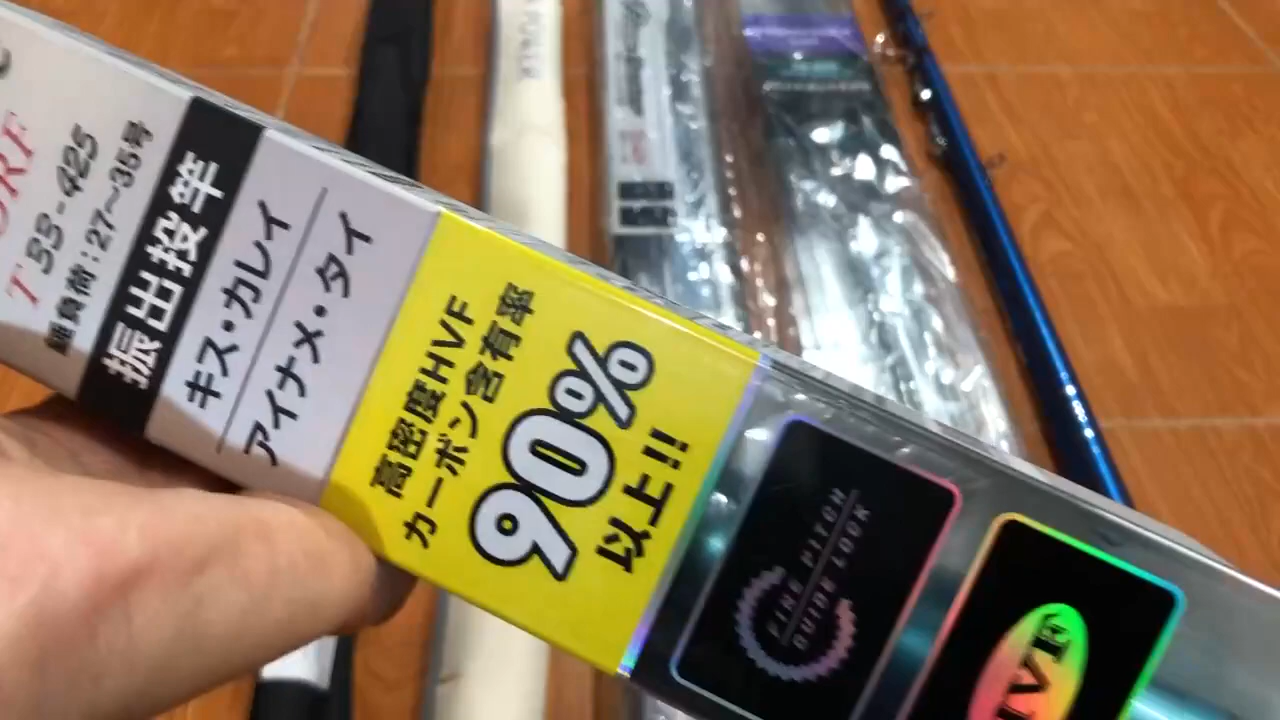 T 33-425
錘負荷:27〜35号
振出投竿
キス・カレイ
アイナメ・タイ
高密度HVF
カーボン含有率
90%
以上!!
FINE PITCH
GUIDE LOCK